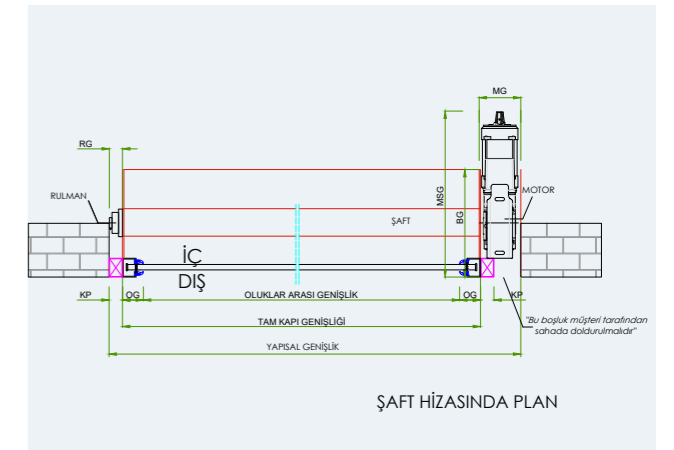 MG
RG
MSG
BG
RULMAN
MOTOR
ŞAFT
İÇ
DIŞ
KP
OG
OLUKLAR ARASI GENİŞLİK
OG
KP
TAM KAPI GENİŞLİĞİ
"Bu boşluk müşteri tarafından
sahada doldurulmalıdır"
YAPISAL GENİŞLİK
ŞAFT HİZASINDA PLAN